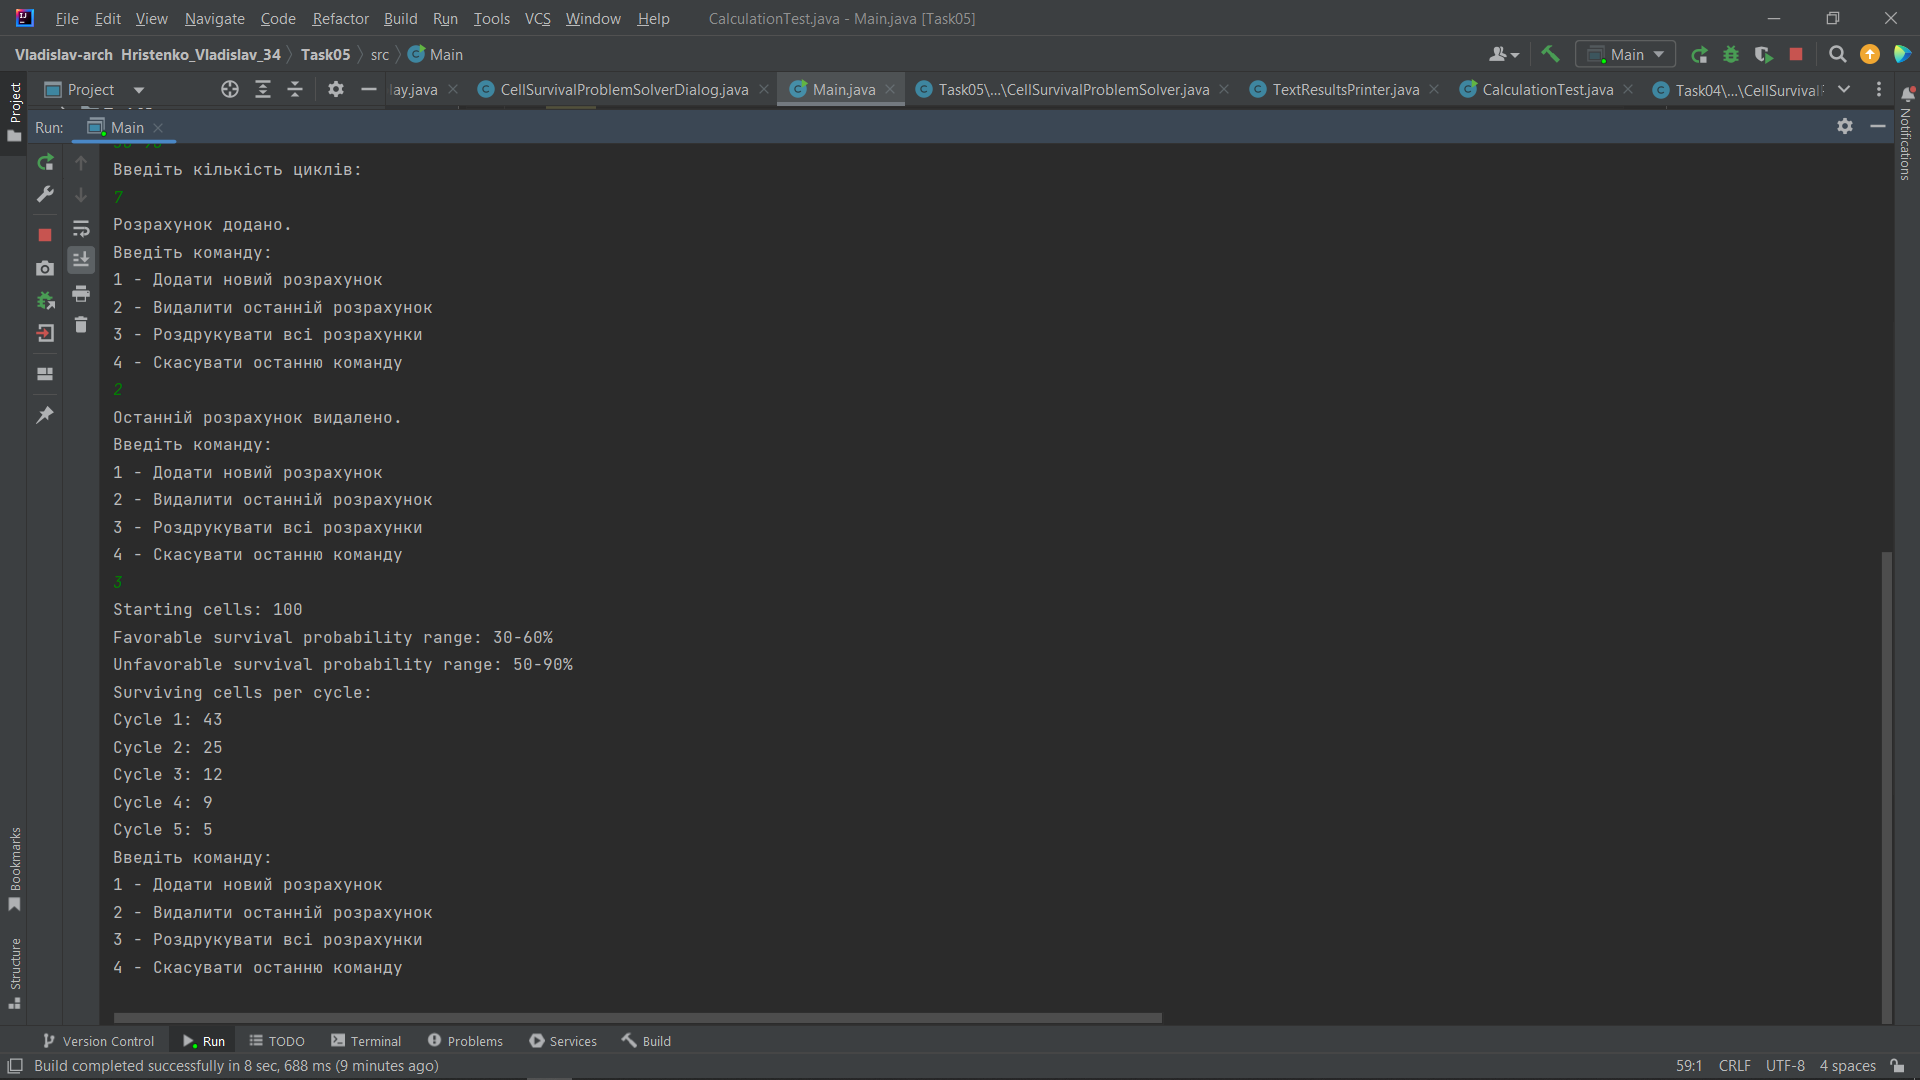 File Edit View Navigate Code Refactor Build Run Tools VCS Window Help CalculationTest.java - Main.java [Task05]
Vladislav-arch Hristenko_Vladislav_34 Task05 src Main Main
Project lay.java CellSurvivalProblemSolverDialog.java Main.java Task05\...\CellSurvivalProblemSolver.java TextResultsPrinter.java CalculationTest.java Task04\...\CellSurvival
Run: Main
Введіть кількість циклів:
7
Розрахунок додано.
Введіть команду:
1 - Додати новий розрахунок
2 - Видалити останній розрахунок
3 - Роздрукувати всі розрахунки
4 - Скасувати останню команду
2
Останній розрахунок видалено.
Введіть команду:
1 - Додати новий розрахунок
2 - Видалити останній розрахунок
3 - Роздрукувати всі розрахунки
4 - Скасувати останню команду
3
Starting cells: 100
Favorable survival probability range: 30-60%
Unfavorable survival probability range: 50-90%
Surviving cells per cycle:
Cycle 1: 43
Cycle 2: 25
Cycle 3: 12
Cycle 4: 9
Cycle 5: 5
Введіть команду:
1 - Додати новий розрахунок
2 - Видалити останній розрахунок
3 - Роздрукувати всі розрахунки
4 - Скасувати останню команду
Project
Bookmarks
Structure
Notifications
Version Control Run TODO Terminal Problems Services Build
Build completed successfully in 8 sec, 688 ms (9 minutes ago) 59:1 CRLF UTF-8 4 spaces